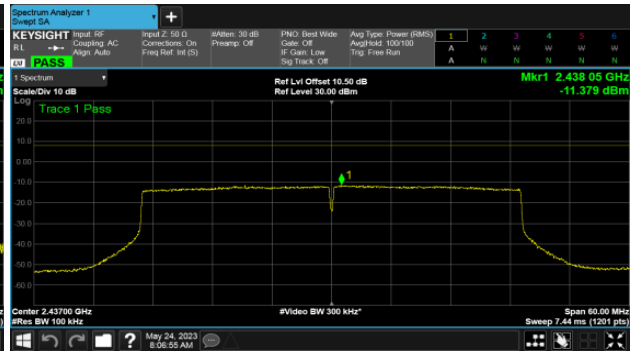 Spectrum Analyzer 1
Swept SA
+
KEYSIGHT Input: RF
Input Z: 50 Ω
#Atten: 30 dB
PNO: Best Wide
Avg Type: Power (RMS)
1 2 3 4 5 6
RL
Coupling: AC
Corrections: On
Preamp: Off
Gate: Off
Avg|Hold: 100/100
A W W W W W
Align: Auto
Freq Ref: Int (S)
IF Gain: Low
Trig: Free Run
Sig Track: Off
A N N N N N
LXI PASS
1 Spectrum
Ref Lvl Offset 10.50 dB
Mkr1 2.438 05 GHz
Scale/Div 10 dB
Ref Level 30.00 dBm
-11.379 dBm
Log
Trace 1 Pass
20.0
10.0
0.00
-10.0
1
-20.0
-30.0
-40.0
-50.0
-60.0
Center 2.43700 GHz
#Video BW 300 kHz*
Span 60.00 MHz
#Res BW 100 kHz
Sweep 7.44 ms (1201 pts)
? May 24, 2023
8:06:55 AM